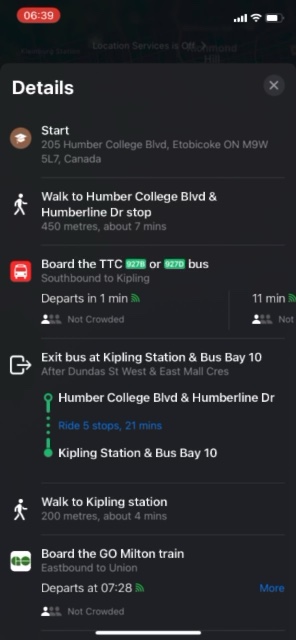 06:39
Location Services is Off
Richmond
Hill
Details
Start
205 Humber College Blvd, Etobicoke ON M9W
5L7, Canada
Walk to Humber College Blvd &
Humberline Dr stop
450 metres, about 7 mins
Board the TTC 927B or 927D bus
Southbound to Kipling
Departs in 1 min
11 min
Not Crowded
Not
Exit bus at Kipling Station & Bus Bay 10
After Dundas St West & East Mall Cres
Humber College Blvd & Humberline Dr
Ride 5 stops, 21 mins
Kipling Station & Bus Bay 10
Walk to Kipling station
200 metres, about 4 mins
GO
Board the GO Milton train
Eastbound to Union
Departs at 07:28
More
Not Crowded